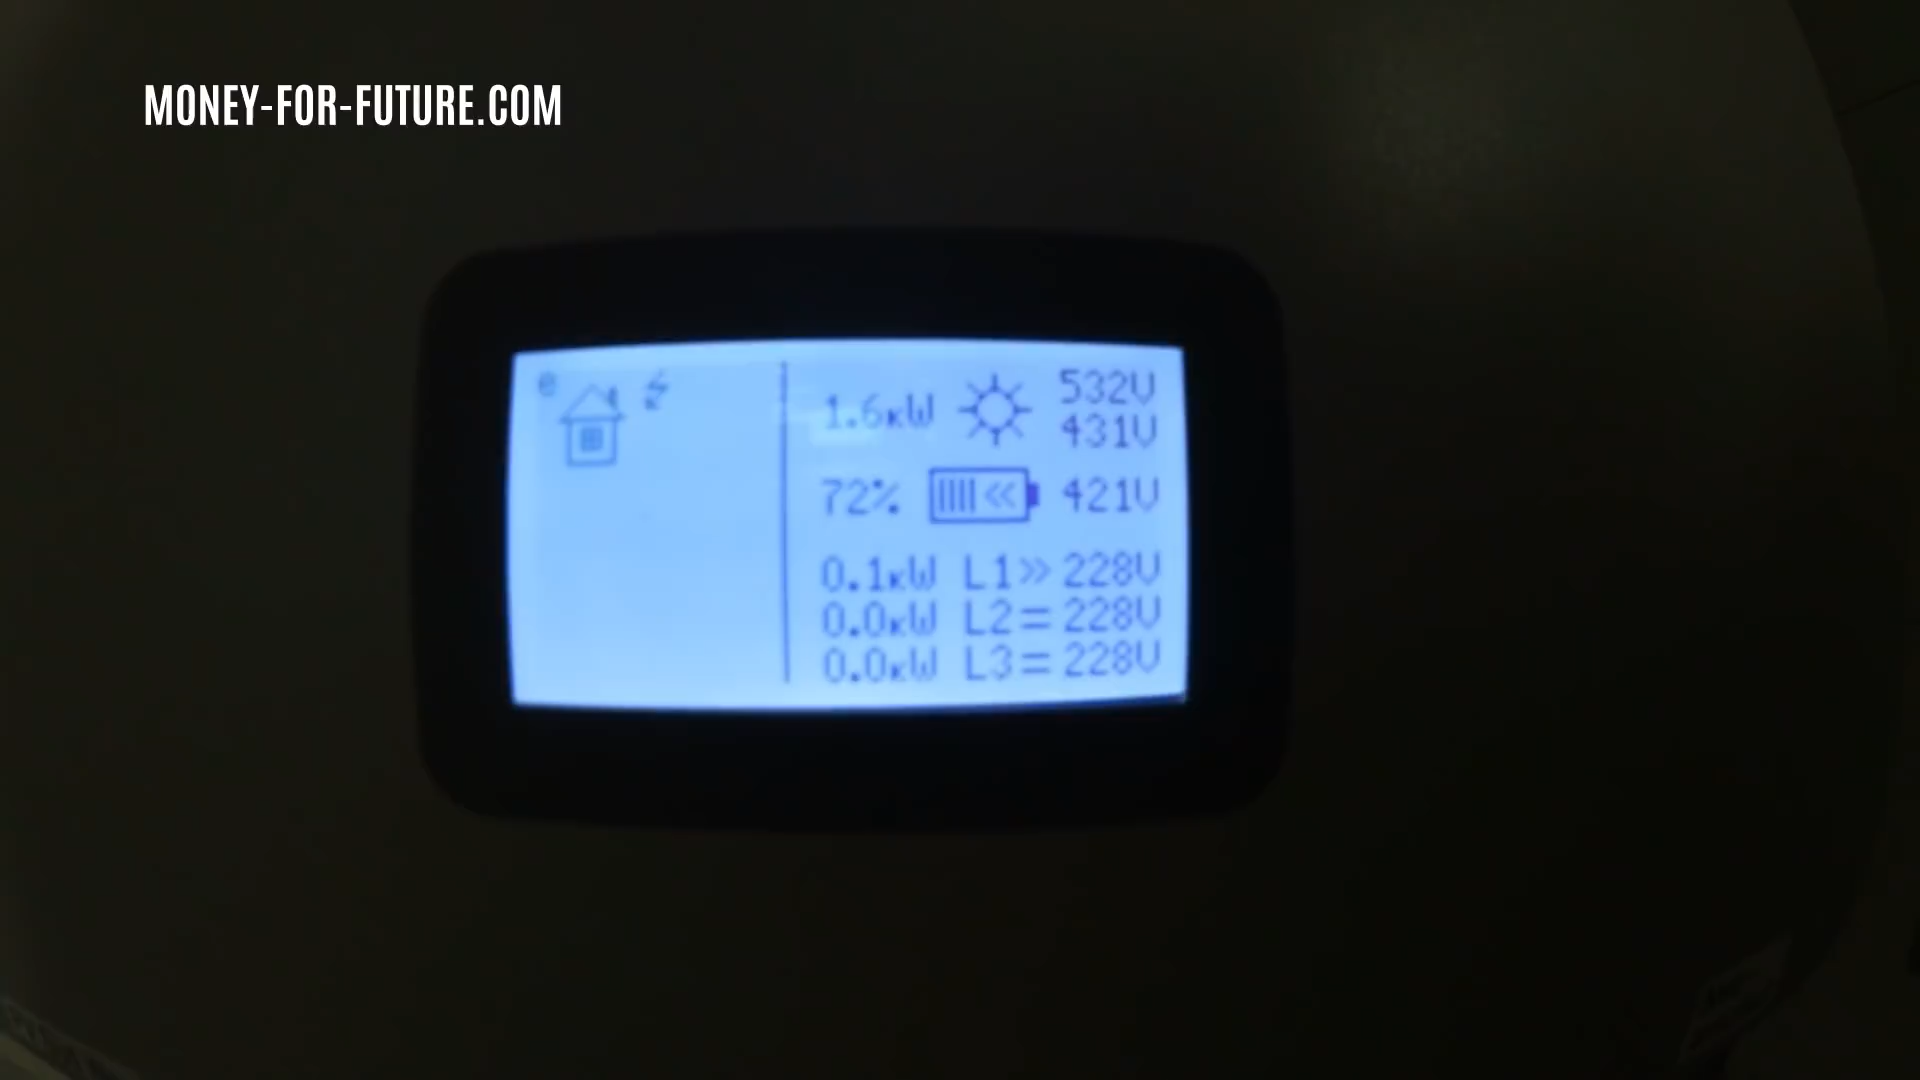 MONEY-FOR-FUTURE.COM
e
1.6kW 532V
431V
72% 421V
0.1kW L1» 228V
0.0kW L2= 228V
0.0kW L3= 228V